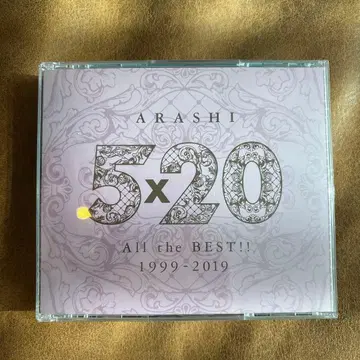 ARASHI
5x20
All the BEST!!
1999-2019